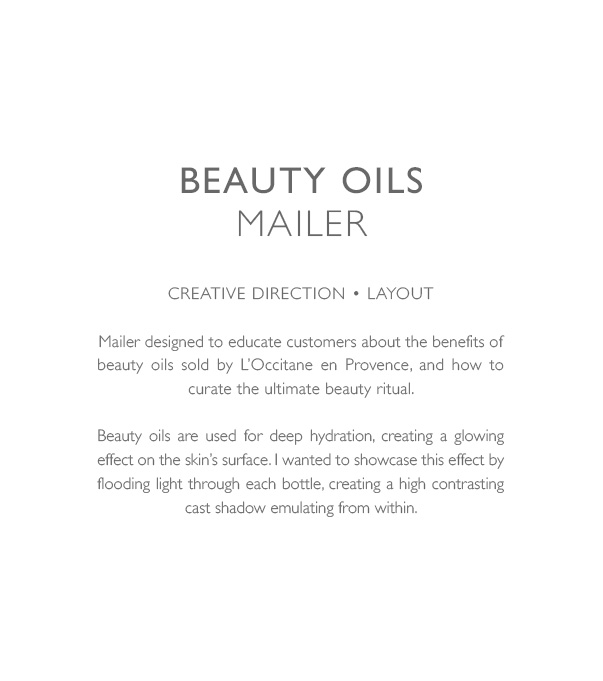 BEAUTY OILS
MAILER
CREATIVE DIRECTION • LAYOUT
Mailer designed to educate customers about the benefits of
beauty oils sold by L'Occitane en Provence, and how to
curate the ultimate beauty ritual.
Beauty oils are used for deep hydration, creating a glowing
effect on the skin's surface. I wanted to showcase this effect by
flooding light through each bottle, creating a high contrasting
cast shadow emulating from within.